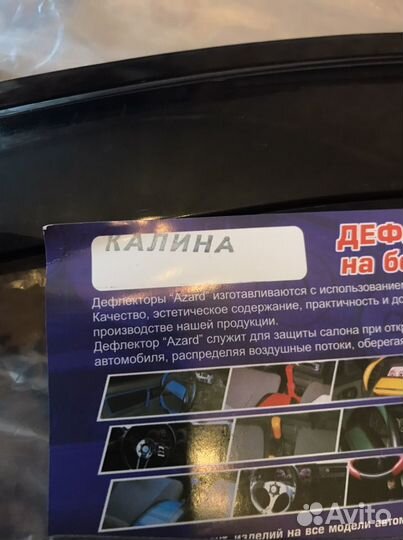 КАЛИНА
ДЕФ
на бо
Дефлекторы "Azard" изготавливаются с использованием
Качество, эстетическое содержание, практичность и до
производстве нашей продукции.
Дефлектор "Azard" служит для защиты салона при откр
автомобиля, распределяя воздушные потоки, оберега
изделий на все модели автом
Avito